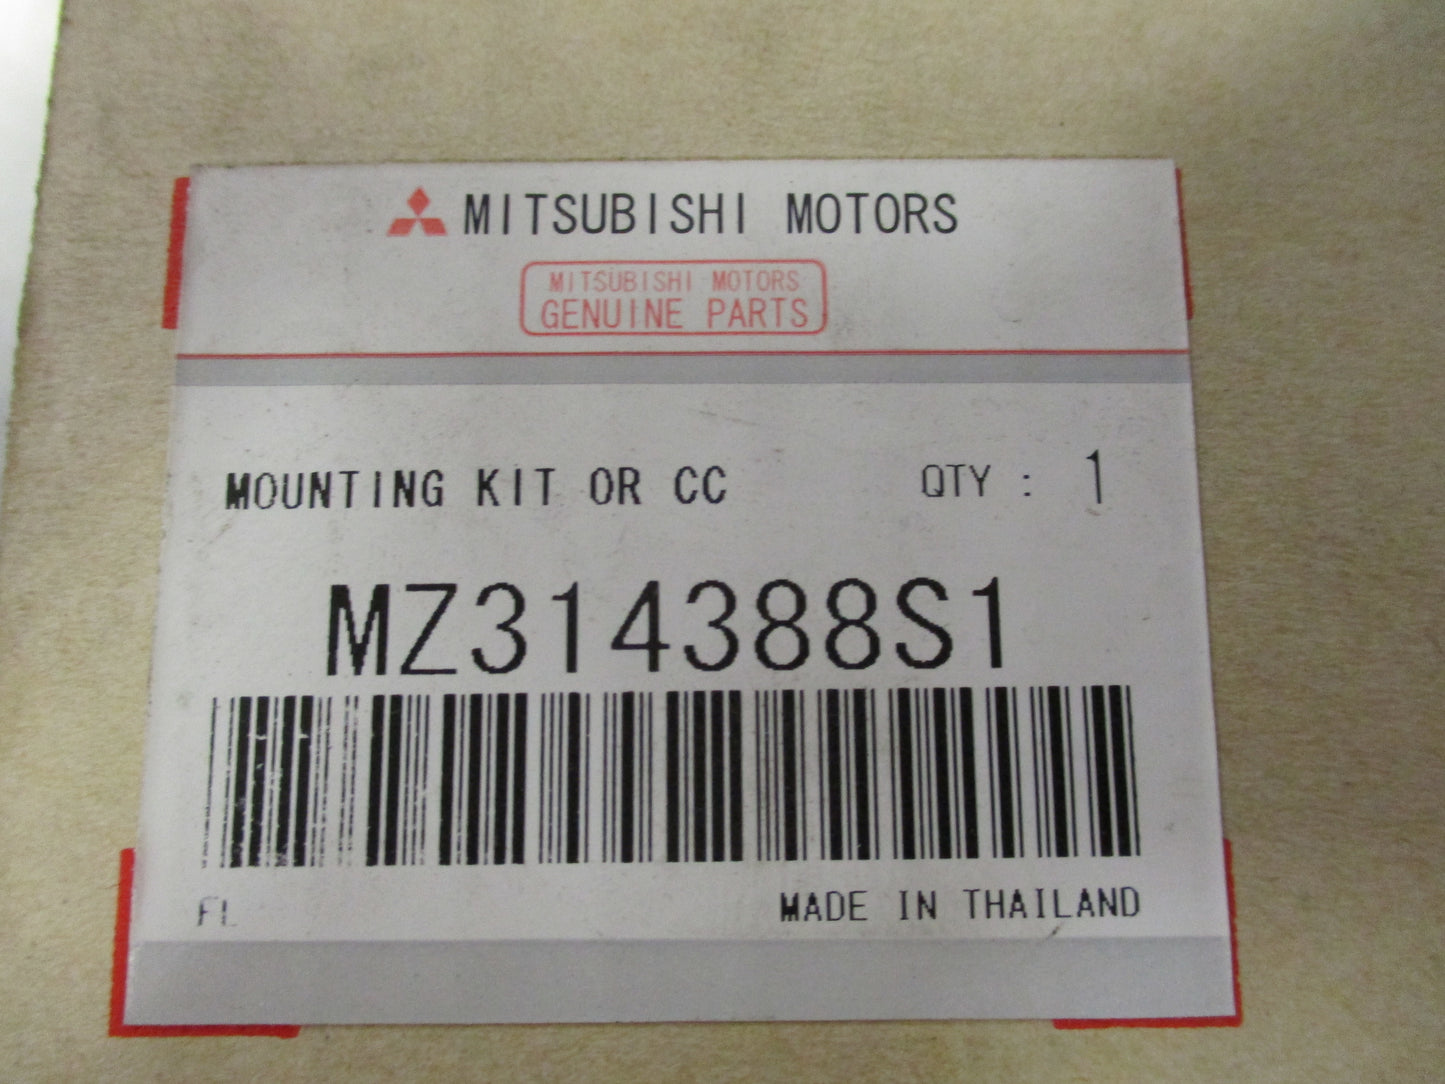 MITSUBISHI MOTORS
MITSUBISHI MOTORS
GENUINE PARTS
MOUNTING KIT OR CC QTY : 1
MZ314388S1
FL MADE IN THAILAND